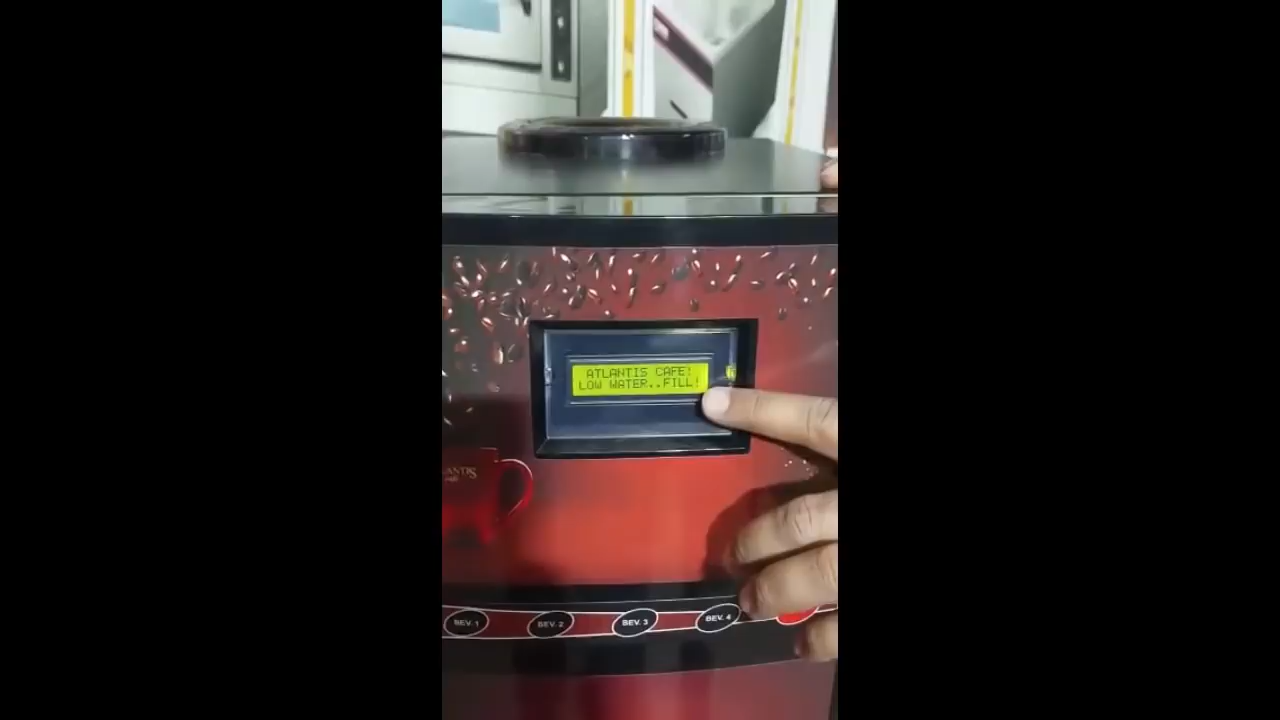 ATLANTIS CAFE!
LOW WATER..FILL!
BEV. 1
BEV. 2
BEV. 3
BEV. 4